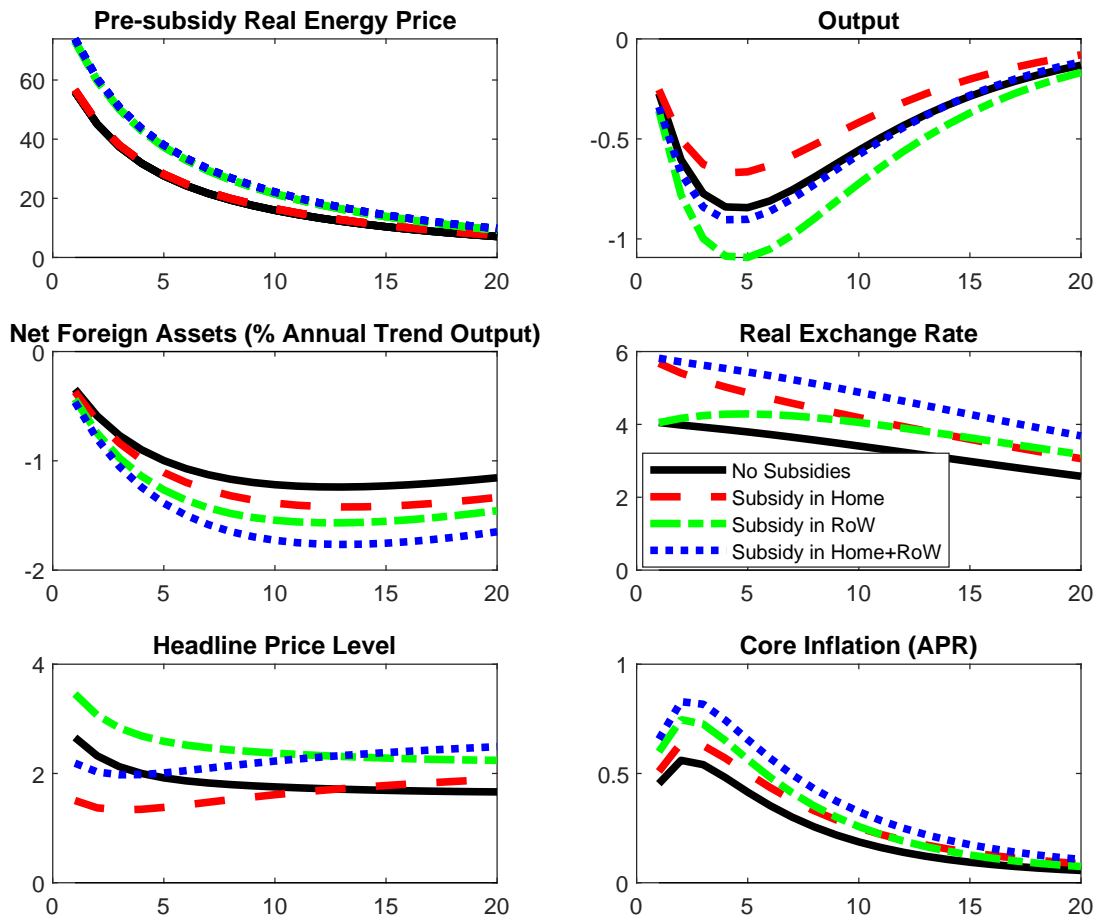 Pre-subsidy Real Energy Price
60
40
20
0
0 5 10 15 20
Output
0
-0.5
-1
0 5 10 15 20
Net Foreign Assets (% Annual Trend Output)
0
-1
-2
0 5 10 15 20
Real Exchange Rate
6
4
2
0
0 5 10 15 20
No Subsidies
Subsidy in Home
Subsidy in RoW
Subsidy in Home+RoW
Headline Price Level
4
2
0
0 5 10 15 20
Core Inflation (APR)
1
0.5
0
0 5 10 15 20